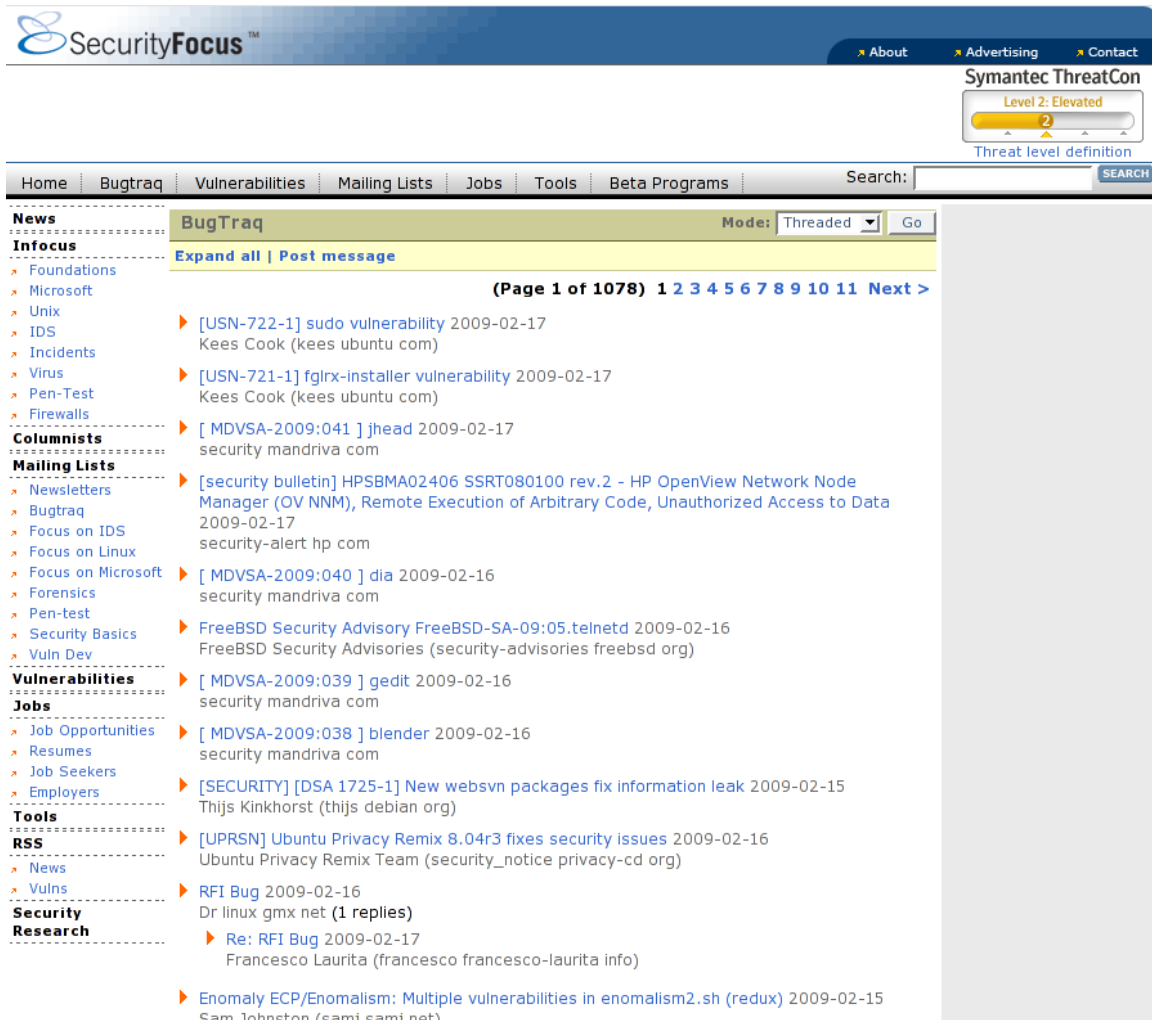 SecurityFocus ™
About
Advertising
Contact
Symantec ThreatCon
Level 2: Elevated
2
Threat level definition
Home
Bugtraq
Vulnerabilities
Mailing Lists
Jobs
Tools
Beta Programs
Search:
SEARCH
News
Infocus
Foundations
Microsoft
Unix
IDS
Incidents
Virus
Pen-Test
Firewalls
Columnists
Mailing Lists
Newsletters
Bugtraq
Focus on IDS
Focus on Linux
Focus on Microsoft
Forensics
Pen-test
Security Basics
Vuln Dev
Vulnerabilities
Jobs
Job Opportunities
Resumes
Job Seekers
Employers
Tools
RSS
News
Vulns
Security
Research
BugTraq
Mode: Threaded Go
Expand all | Post message
(Page 1 of 1078) 1 2 3 4 5 6 7 8 9 10 11 Next >
[USN-722-1] sudo vulnerability 2009-02-17
Kees Cook (kees ubuntu com)
[USN-721-1] fglrx-installer vulnerability 2009-02-17
Kees Cook (kees ubuntu com)
[ MDVSA-2009:041 ] jhead 2009-02-17
security mandriva com
[security bulletin] HPSBMA02406 SSRT080100 rev.2 - HP OpenView Network Node
Manager (OV NNM), Remote Execution of Arbitrary Code, Unauthorized Access to Data
2009-02-17
security-alert hp com
[ MDVSA-2009:040 ] dia 2009-02-16
security mandriva com
FreeBSD Security Advisory FreeBSD-SA-09:05.telnetd 2009-02-16
FreeBSD Security Advisories (security-advisories freebsd org)
[ MDVSA-2009:039 ] gedit 2009-02-16
security mandriva com
[ MDVSA-2009:038 ] blender 2009-02-16
security mandriva com
[SECURITY] [DSA 1725-1] New websvn packages fix information leak 2009-02-15
Thijs Kinkhorst (thijs debian org)
[UPRSN] Ubuntu Privacy Remix 8.04r3 fixes security issues 2009-02-16
Ubuntu Privacy Remix Team (security_notice privacy-cd org)
RFI Bug 2009-02-16
Dr linux gmx net (1 replies)
Re: RFI Bug 2009-02-17
Francesco Laurita (francesco francesco-laurita info)
Enomaly ECP/Enomalism: Multiple vulnerabilities in enomalism2.sh (redux) 2009-02-15
Sam Johnston (samj samj net)